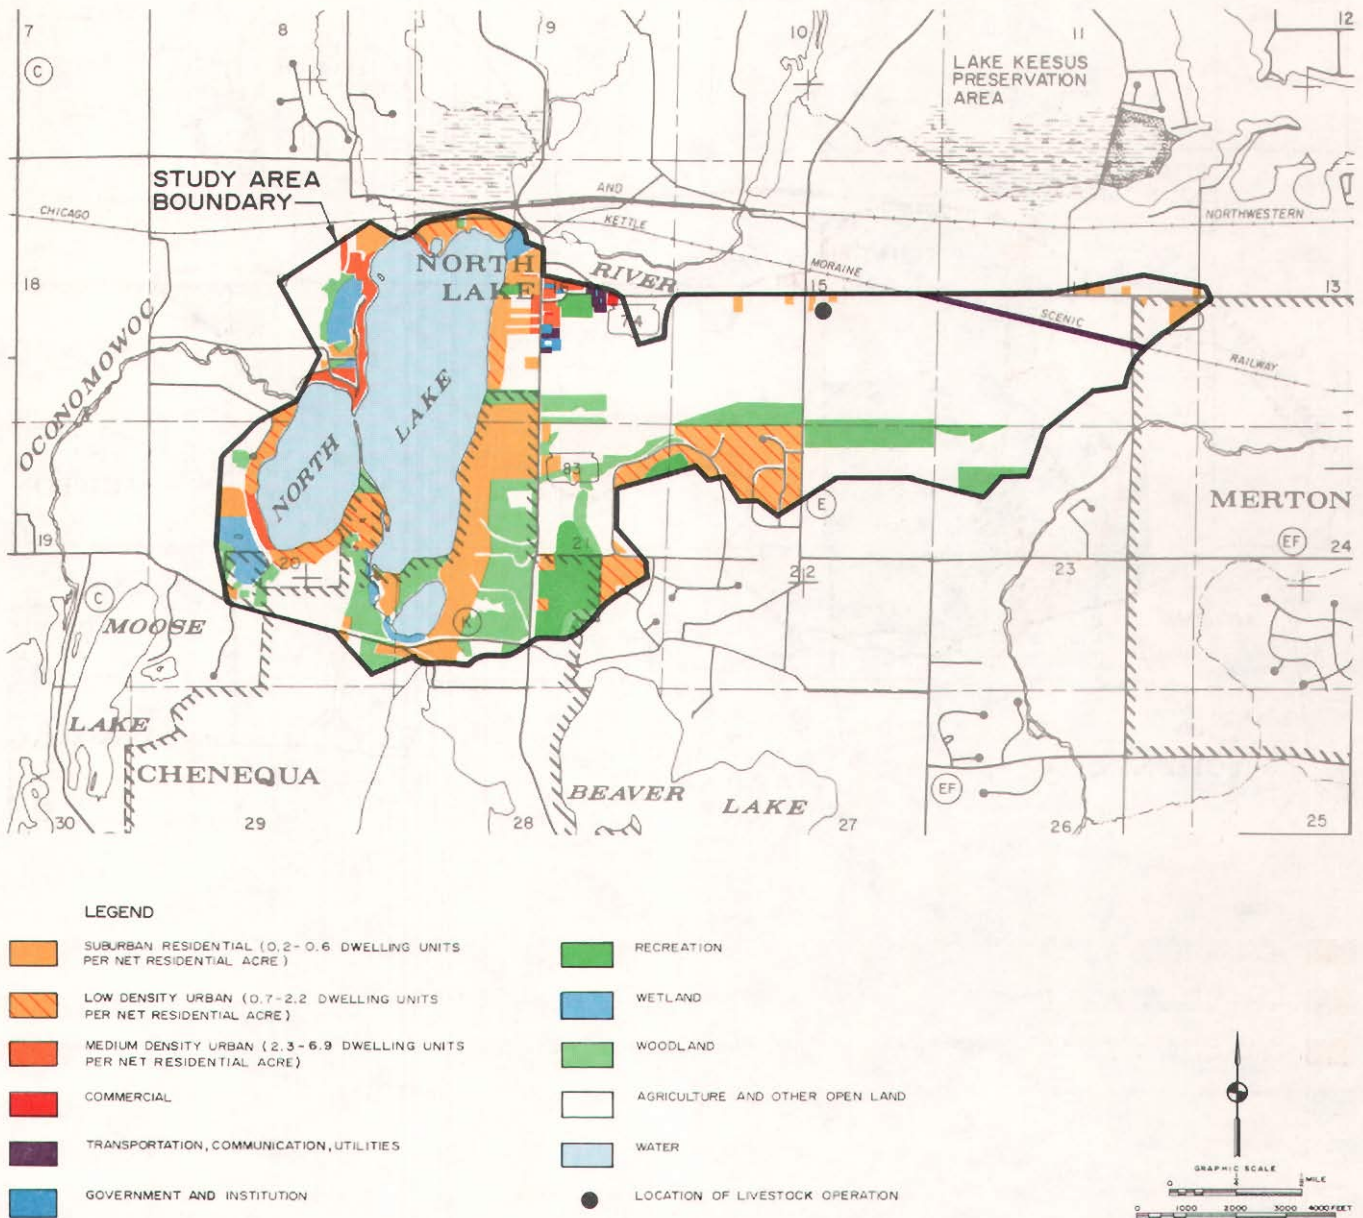 7
8
9
10
11
12
C
LAKE KEESUS
PRESERVATION
AREA
STUDY AREA
BOUNDARY
AND
CHICAGO
KETTLE
NORTHWESTERN
NORTH
LAKE
RIVER
MORAINE
18
15
13
74
SCENIC
RAILWAY
OCONOMOWOC
LAKE
NORTH
83
E
MERTON
19
20
21
22
23
24
EF
C
K
MOOSE
LAKE
CHENEQUA
BEAVER LAKE
EF
30
29
28
27
26
25
LEGEND
SUBURBAN RESIDENTIAL (0.2-0.6 DWELLING UNITS
PER NET RESIDENTIAL ACRE)
LOW DENSITY URBAN (0.7-2.2 DWELLING UNITS
PER NET RESIDENTIAL ACRE)
MEDIUM DENSITY URBAN (2.3-6.9 DWELLING UNITS
PER NET RESIDENTIAL ACRE)
COMMERCIAL
TRANSPORTATION, COMMUNICATION, UTILITIES
GOVERNMENT AND INSTITUTION
RECREATION
WETLAND
WOODLAND
AGRICULTURE AND OTHER OPEN LAND
WATER
LOCATION OF LIVESTOCK OPERATION
GRAPHIC SCALE
0 MILE
0 1000 2000 3000 4000 FEET